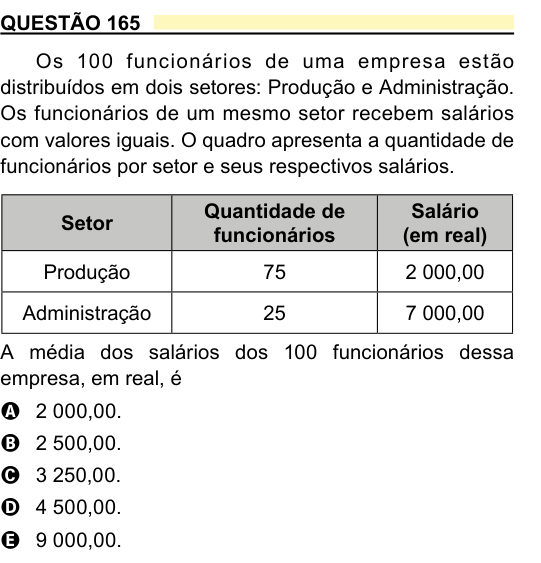 QUESTÃO 165
Os 100 funcionários de uma empresa estão
distribuídos em dois setores: Produção e Administração.
Os funcionários de um mesmo setor recebem salários
com valores iguais. O quadro apresenta a quantidade de
funcionários por setor e seus respectivos salários.
Setor
Quantidade de
funcionários
Salário
(em real)
Produção 75 2 000,00
Administração 25 7 000,00
A média dos salários dos 100 funcionários dessa
empresa, em real, é
A 2 000,00.
B 2 500,00.
C 3 250,00.
D 4 500,00.
E 9 000,00.